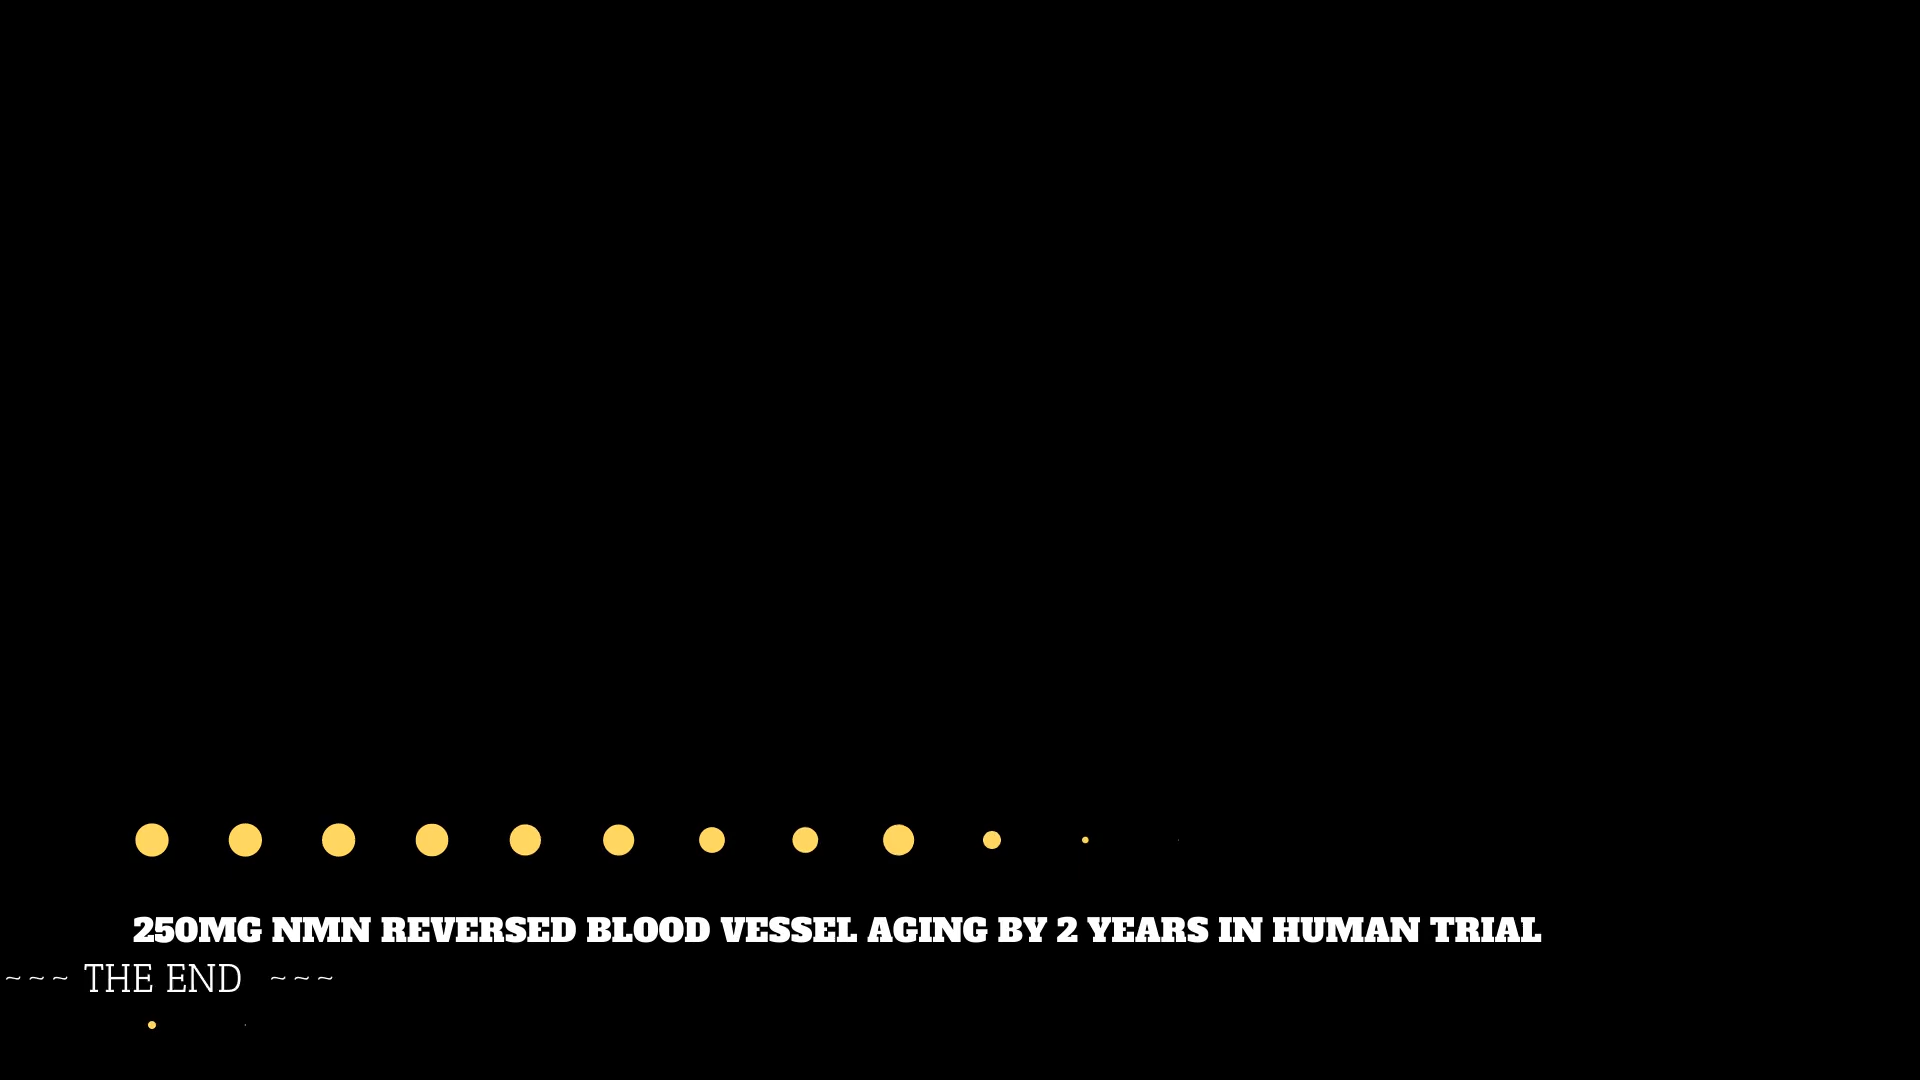 250MG NMN REVERSED BLOOD VESSEL AGING BY 2 YEARS IN HUMAN TRIAL
~~~ THE END ~~~